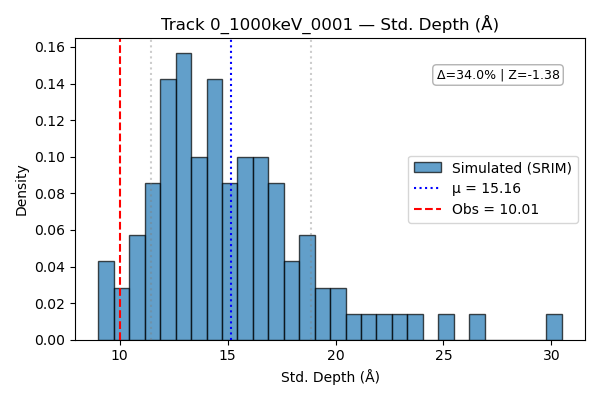 Track 0_1000keV_0001 — Std. Depth (Å)
0.16
0.14
0.12
0.10
0.08
0.06
0.04
0.02
0.00
Density
Δ=34.0% | Z=-1.38
Simulated (SRIM)
μ = 15.16
Obs = 10.01
10
15
20
25
30
Std. Depth (Å)